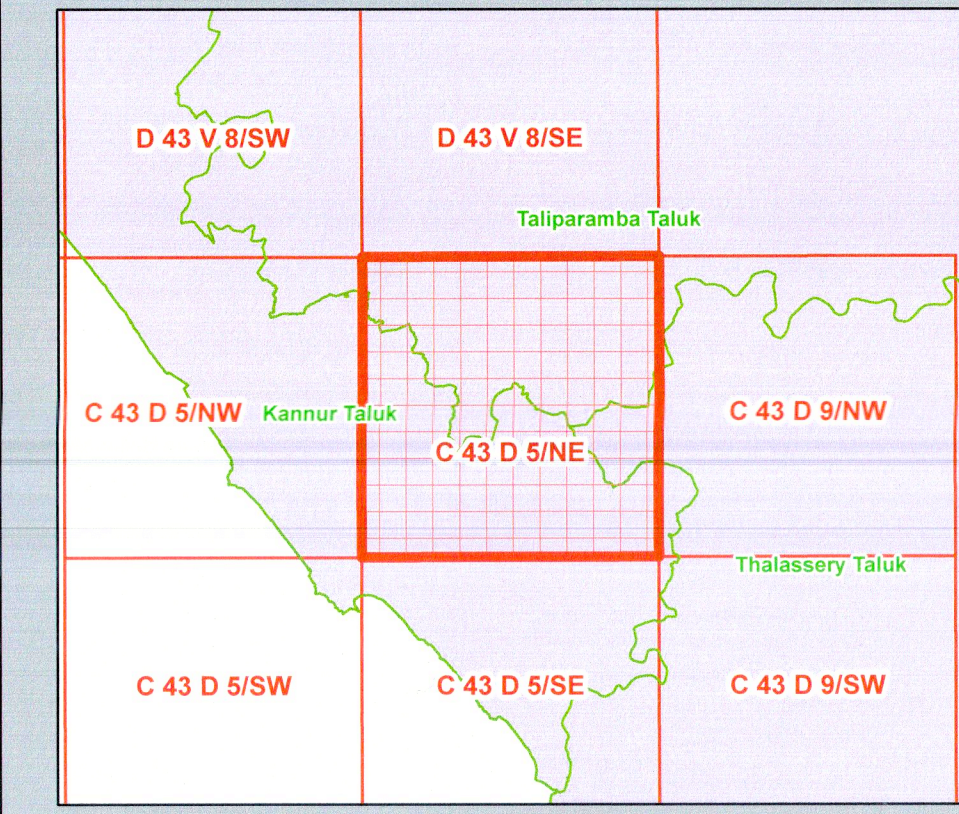 D 43 V 8/SW
D 43 V 8/SE
Taliparamba Taluk
C 43 D 5/NW
Kannur Taluk
C 43 D 9/NW
C 43 D 5/NE
Thalassery Taluk
C 43 D 5/SW
C 43 D 5/SE
C 43 D 9/SW